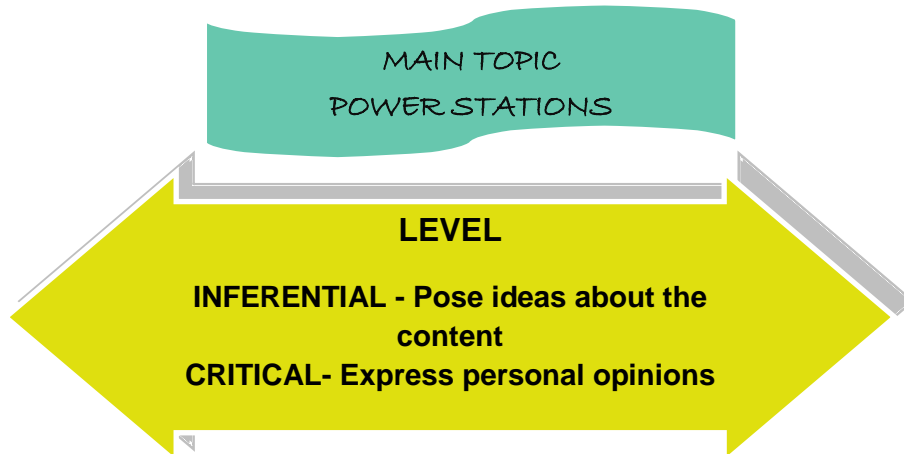 MAIN TOPIC
POWER STATIONS
LEVEL
INFERENTIAL - Pose ideas about the
content
CRITICAL- Express personal opinions